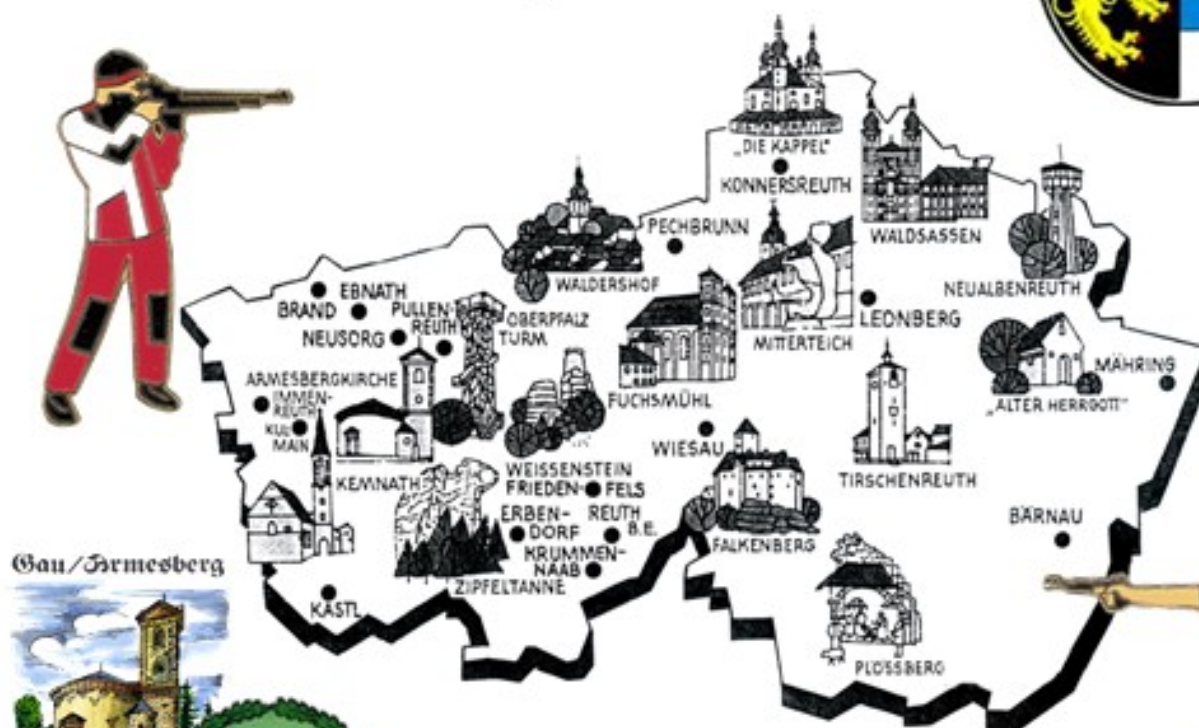 „DIE KAPPEL"
KONNERSREUTH
PECHBRUNN
WALDSASSEN
WALDERSHOF
NEUALBENREUTH
EBNATH
BRAND
PULLEN-
REUTH
NEUSORG
OBERPFALZ
TURM
LEONBERG
MITTERTEICH
MÄHRING
ARMESBERGKIRCHE
IMMEN-
REUTH
KUL-
MAIN
FUCHSMÜHL
„ALTER HERRGOTT"
WIESAU
KEMNATH
WEISSENSTEIN
FRIEDEN- FELS
TIRSCHENREUTH
ERBEN-
DORF
REUTH
B.E.
BÄRNAU
KRUMMEN-
NAAB
FALKENBERG
ZIPFELTANNE
Gau/Armesberg
KASTL
PLÖSSBERG